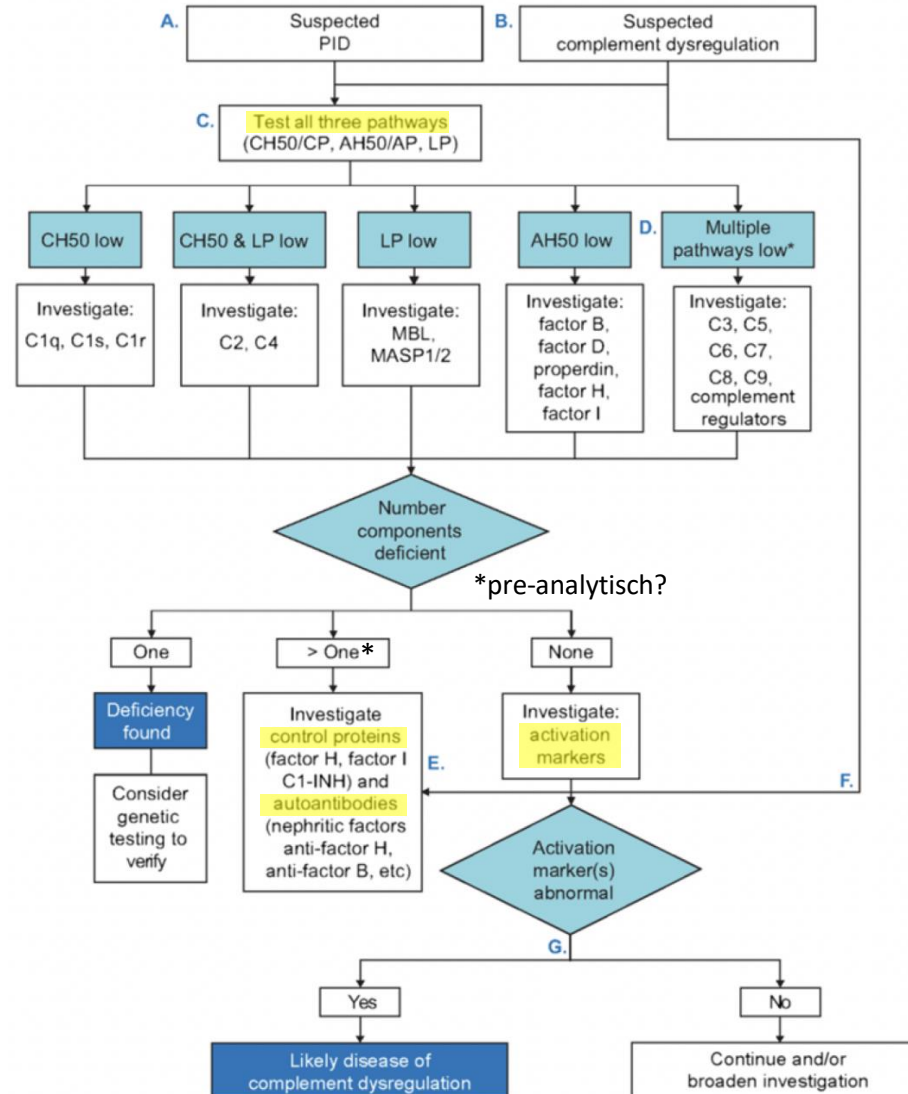 A.
Suspected
PID
B.
Suspected
complement dysregulation
C.
Test all three pathways
(CH50/CP, AH50/AP, LP)
CH50 low
CH50 & LP low
LP low
AH50 low
D.
Multiple
pathways low*
Investigate:
C1q, C1s, C1r
Investigate:
C2, C4
Investigate:
MBL,
MASP1/2
Investigate:
factor B,
factor D,
properdin,
factor H,
factor I
Investigate:
C3, C5,
C6, C7,
C8, C9,
complement
regulators
Number
components
deficient
*pre-analytisch?
One
> One*
None
Deficiency
found
Consider
genetic
testing to
verify
Investigate
control proteins
(factor H, factor I
C1-INH) and
autoantibodies
(nephritic factors
anti-factor H,
anti-factor B, etc)
E.
Investigate:
activation
markers
F.
Activation
marker(s)
abnormal
G.
Yes
No
Likely disease of
complement dysregulation
Continue and/or
broaden investigation